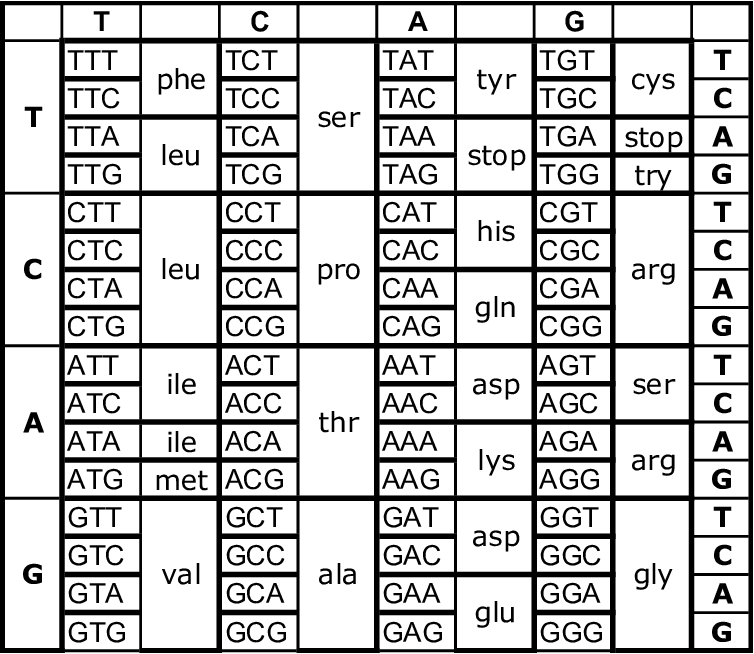 T C A G
TTT phe TCT ser TAT tyr TGT cys T
T TTC TCC TAC TGC C
TTA leu TCA TAA stop TGA stop A
TTG TCG TAG TGG try G
CTT leu CCT pro CAT his CGT arg T
C CTC CCC CAC CGC C
CTA CCA CAA gln CGA A
CTG CCG CAG CGG G
ATT ile ACT thr AAT asp AGT ser T
A ATC ACC AAC AGC C
ATA ile ACA AAA lys AGA arg A
ATG met ACG AAG AGG G
GTT val GCT ala GAT asp GGT gly T
G GTC GCC GAC GGC C
GTA GCA GAA glu GGA A
GTG GCG GAG GGG G